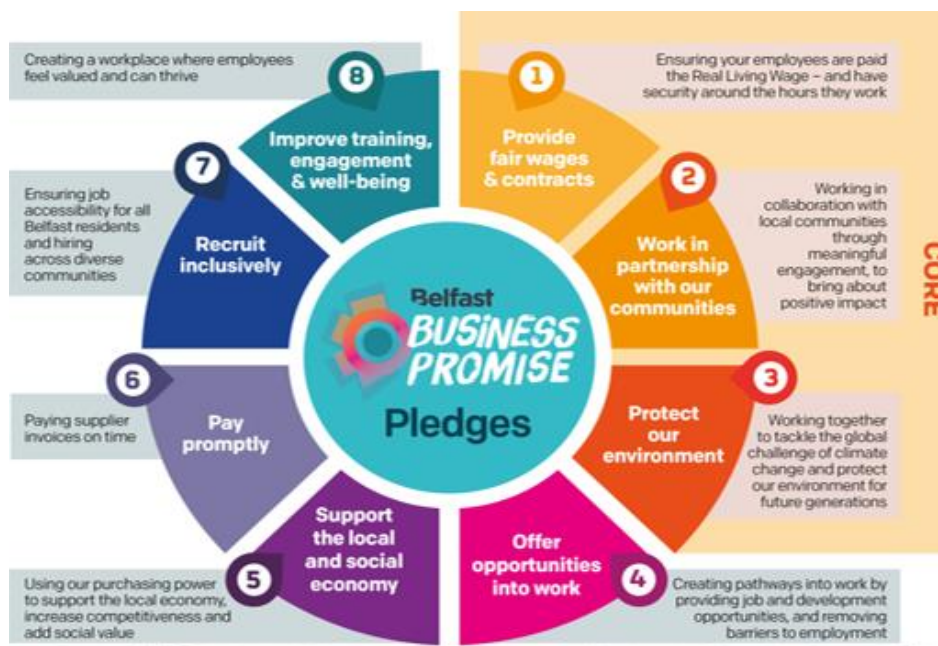 Belfast
BUSINESS
PROMISE
Pledges
1
Provide
fair wages
& contracts
Ensuring your employees are paid
the Real Living Wage – and have
security around the hours they work
2
Work in
partnership
with our
communities
Working in
collaboration with
local communities
through
meaningful
engagement, to
bring about
positive impact
CORE
3
Protect
our
environment
Working together
to tackle the global
challenge of climate
change and protect
our environment for
future generations
4
Offer
opportunities
into work
Creating pathways into work by
providing job and development
opportunities, and removing
barriers to employment
5
Support
the local
and social
economy
Using our purchasing power
to support the local economy,
increase competitiveness and
add social value
6
Pay
promptly
Paying supplier
invoices on time
7
Recruit
inclusively
Ensuring job
accessibility for all
Belfast residents
and hiring
across diverse
communities
8
Improve training,
engagement
& well-being
Creating a workplace where employees
feel valued and can thrive